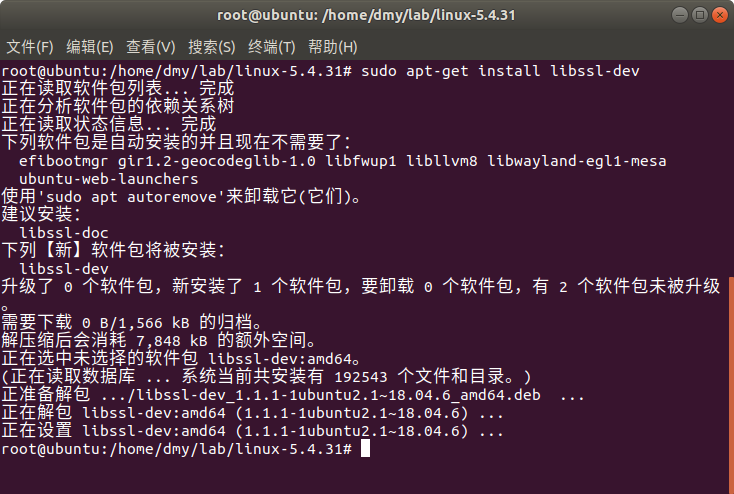 root@ubuntu: /home/dmy/lab/linux-5.4.31
文件(F) 编辑(E) 查看(V) 搜索(S) 终端(T) 帮助(H)
root@ubuntu:/home/dmy/lab/linux-5.4.31# sudo apt-get install libssl-dev
正在读取软件包列表... 完成
正在分析软件包的依赖关系树
正在读取状态信息... 完成
下列软件包是自动安装的并且现在不需要了：
  efibootmgr gir1.2-geocodeglib-1.0 libfwup1 libllvm8 libwayland-egl1-mesa
  ubuntu-web-launchers
使用'sudo apt autoremove'来卸载它(它们)。
建议安装：
  libssl-doc
下列【新】软件包将被安装：
  libssl-dev
升级了 0 个软件包，新安装了 1 个软件包，要卸载 0 个软件包，有 2 个软件包未被升级
。
需要下载 0 B/1,566 kB 的归档。
解压缩后会消耗 7,848 kB 的额外空间。
正在选中未选择的软件包 libssl-dev:amd64。
(正在读取数据库 ... 系统当前共安装有 192543 个文件和目录。)
正准备解包 .../libssl-dev_1.1.1-1ubuntu2.1~18.04.6_amd64.deb  ...
正在解包 libssl-dev:amd64 (1.1.1-1ubuntu2.1~18.04.6) ...
正在设置 libssl-dev:amd64 (1.1.1-1ubuntu2.1~18.04.6) ...
root@ubuntu:/home/dmy/lab/linux-5.4.31#